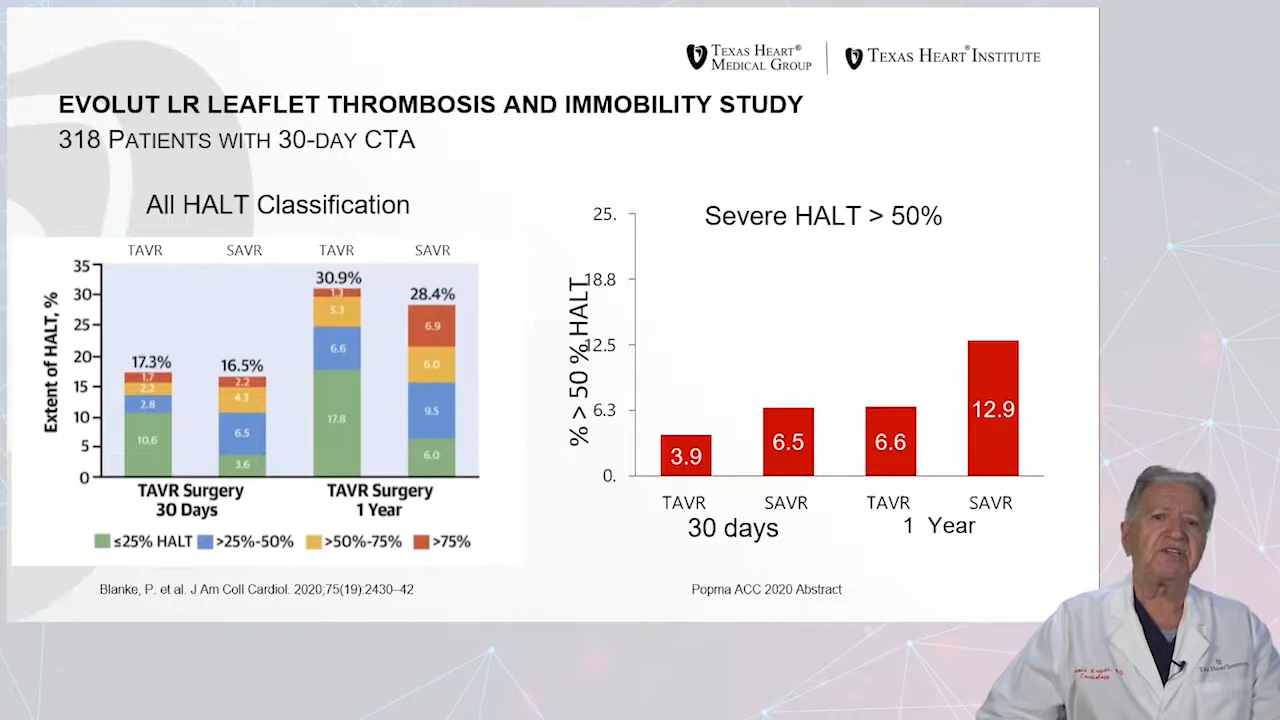 TEXAS HEART® MEDICAL GROUP
TEXAS HEART® INSTITUTE
EVOLUT LR LEAFLET THROMBOSIS AND IMMOBILITY STUDY
318 PATIENTS WITH 30-DAY CTA
All HALT Classification
TAVR SAVR TAVR SAVR
Extent of HALT, %
35
30
25
20
15
10
5
0
17.3%
1.7
2.2
2.8
10.6
16.5%
2.2
4.3
6.5
3.6
30.9%
1.3
5.3
6.6
17.8
28.4%
6.9
6.0
9.5
6.0
TAVR Surgery TAVR Surgery
30 Days 1 Year
≤25% HALT >25%-50% >50%-75% >75%
Blanke, P. et al. J Am Coll Cardiol. 2020;75(19):2430–42
Severe HALT > 50%
% > 50 % HALT
25.
18.8
12.5
6.3
0.
3.9
6.5
6.6
12.9
TAVR SAVR TAVR SAVR
30 days 1 Year
Popma ACC 2020 Abstract